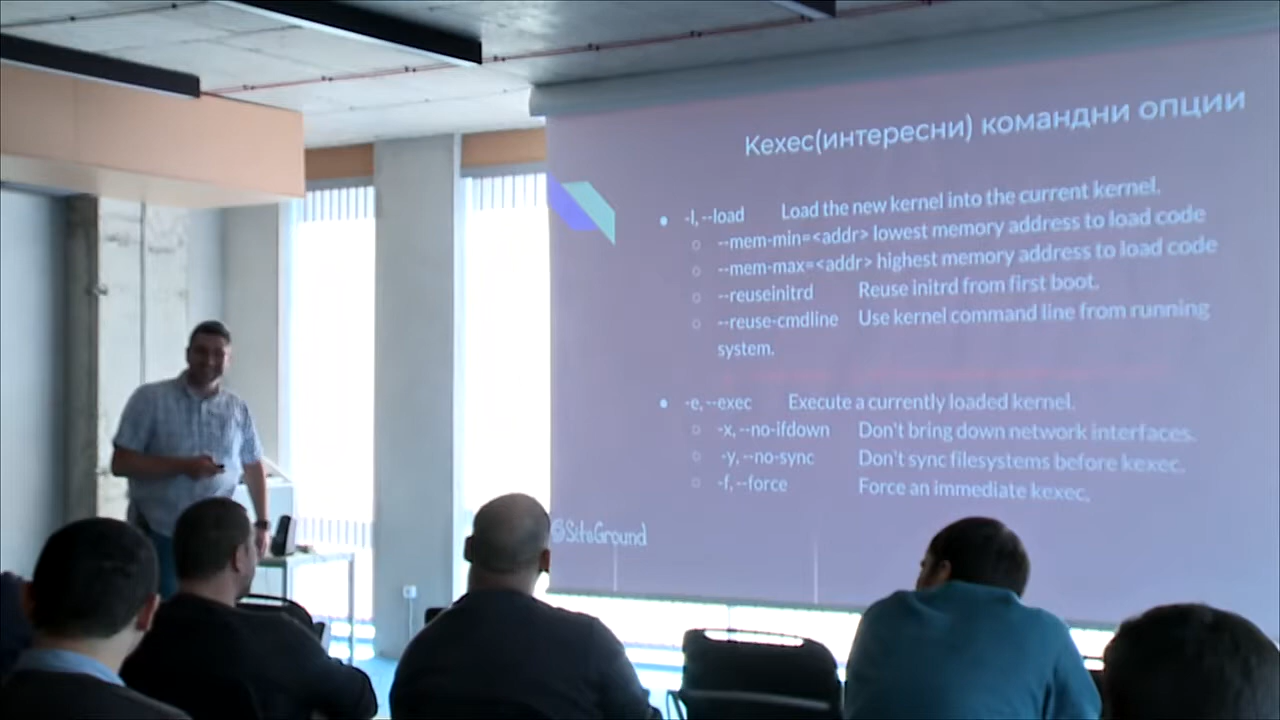 Kexec(интересни) командни опции
● -l, --load Load the new kernel into the current kernel.
○ --mem-min=<addr> lowest memory address to load code
○ --mem-max=<addr> highest memory address to load code
○ --reuseinitrd Reuse initrd from first boot.
○ --reuse-cmdline Use kernel command line from running
system.
● -e, --exec Execute a currently loaded kernel.
○ -x, --no-ifdown Don't bring down network interfaces.
○ -y, --no-sync Don't sync filesystems before kexec.
○ -f, --force Force an immediate kexec.
@SiteGround